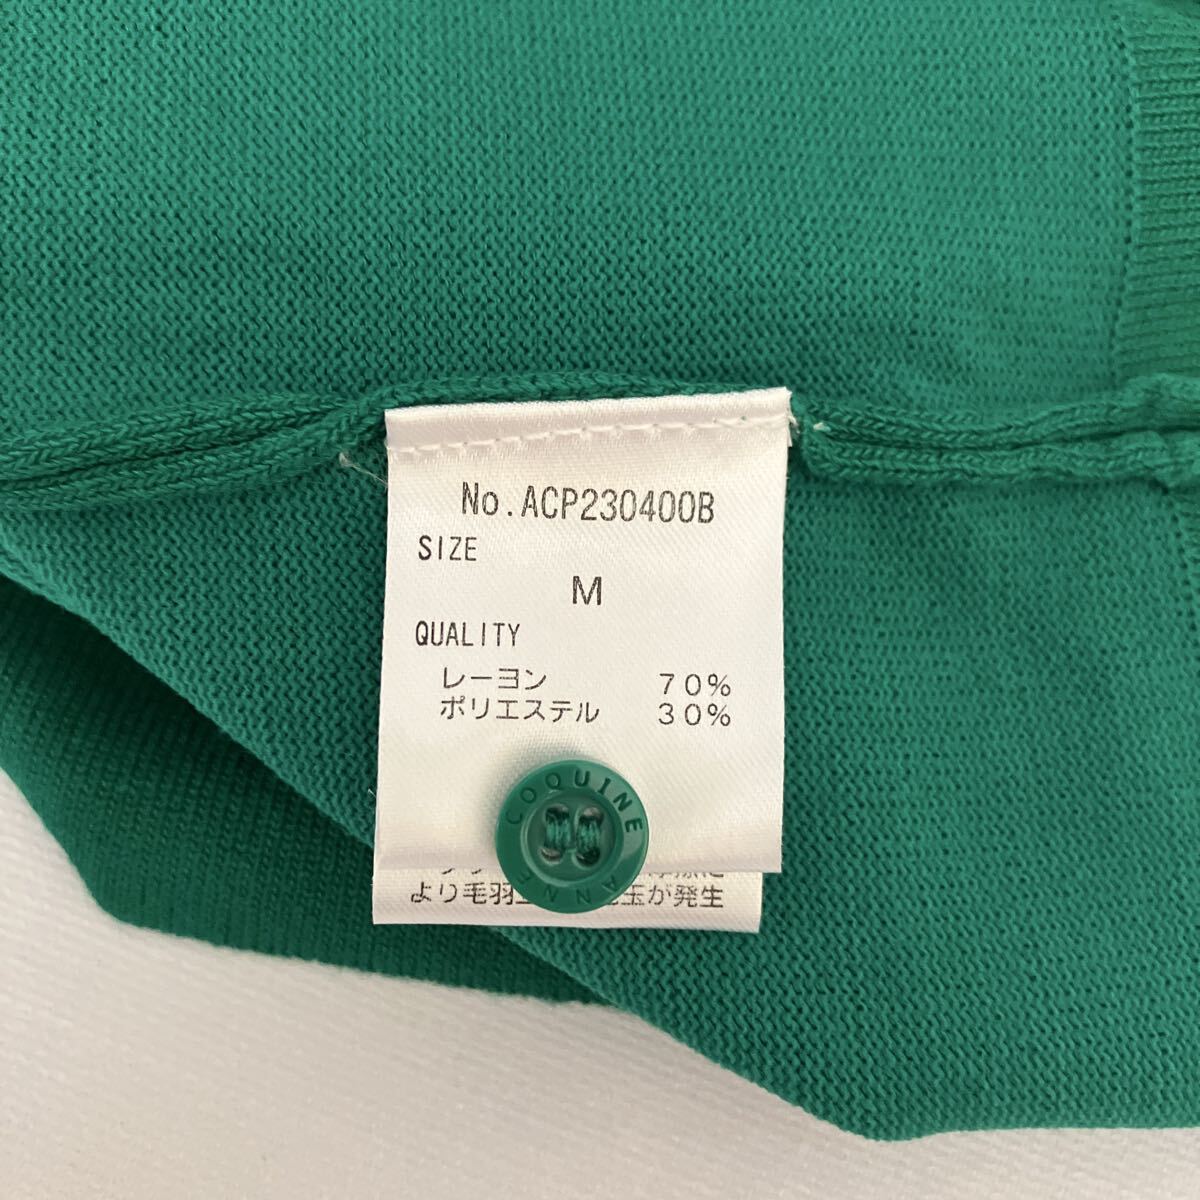 No.ACP230400B
SIZE
M
QUALITY
レーヨン 70%
ポリエステル 30%
COQUINE
ANNE
より毛羽
玉が発生